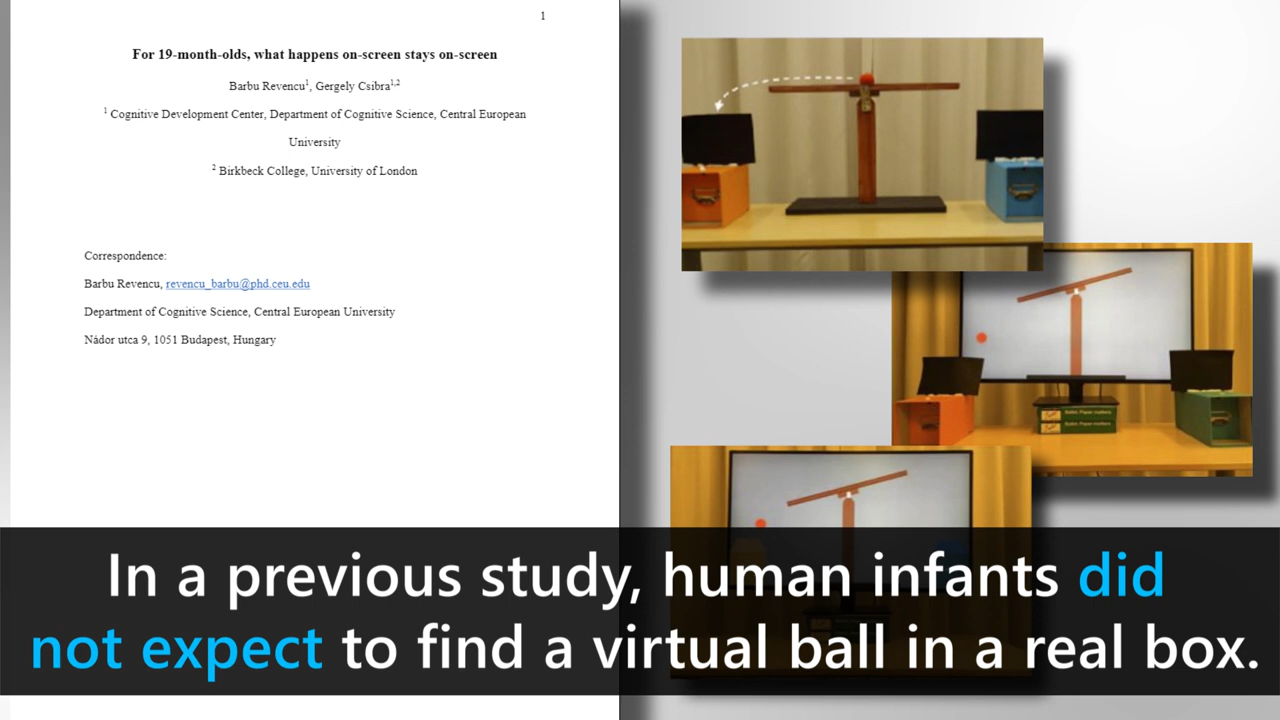 1
For 19-month-olds, what happens on-screen stays on-screen
Barbu Revencu1, Gergely Csibra1,2
1 Cognitive Development Center, Department of Cognitive Science, Central European
University
2 Birkbeck College, University of London
Correspondence:
Barbu Revencu, revencu_barbu@phd.ceu.edu
Department of Cognitive Science, Central European University
Nádor utca 9, 1051 Budapest, Hungary
In a previous study, human infants did
not expect to find a virtual ball in a real box.